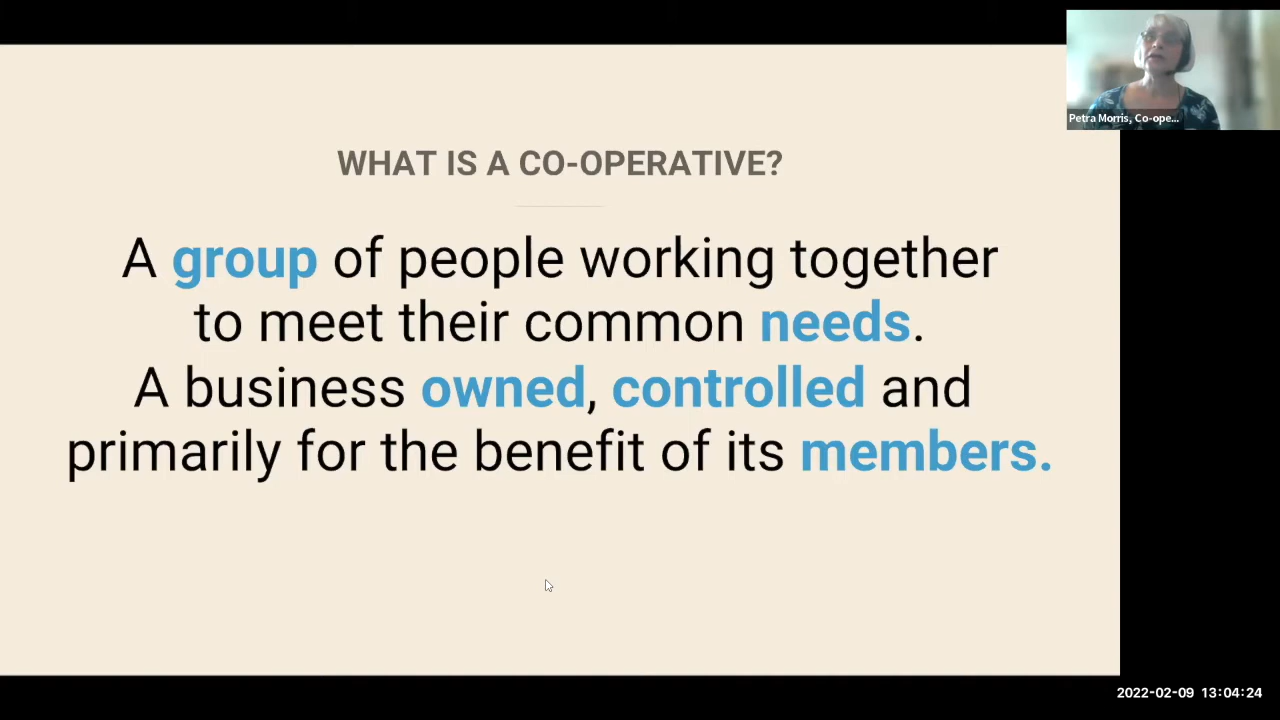 Petra Morris, Co-ope...
WHAT IS A CO-OPERATIVE?
A group of people working together
to meet their common needs.
A business owned, controlled and
primarily for the benefit of its members.
2022-02-09 13:04:24